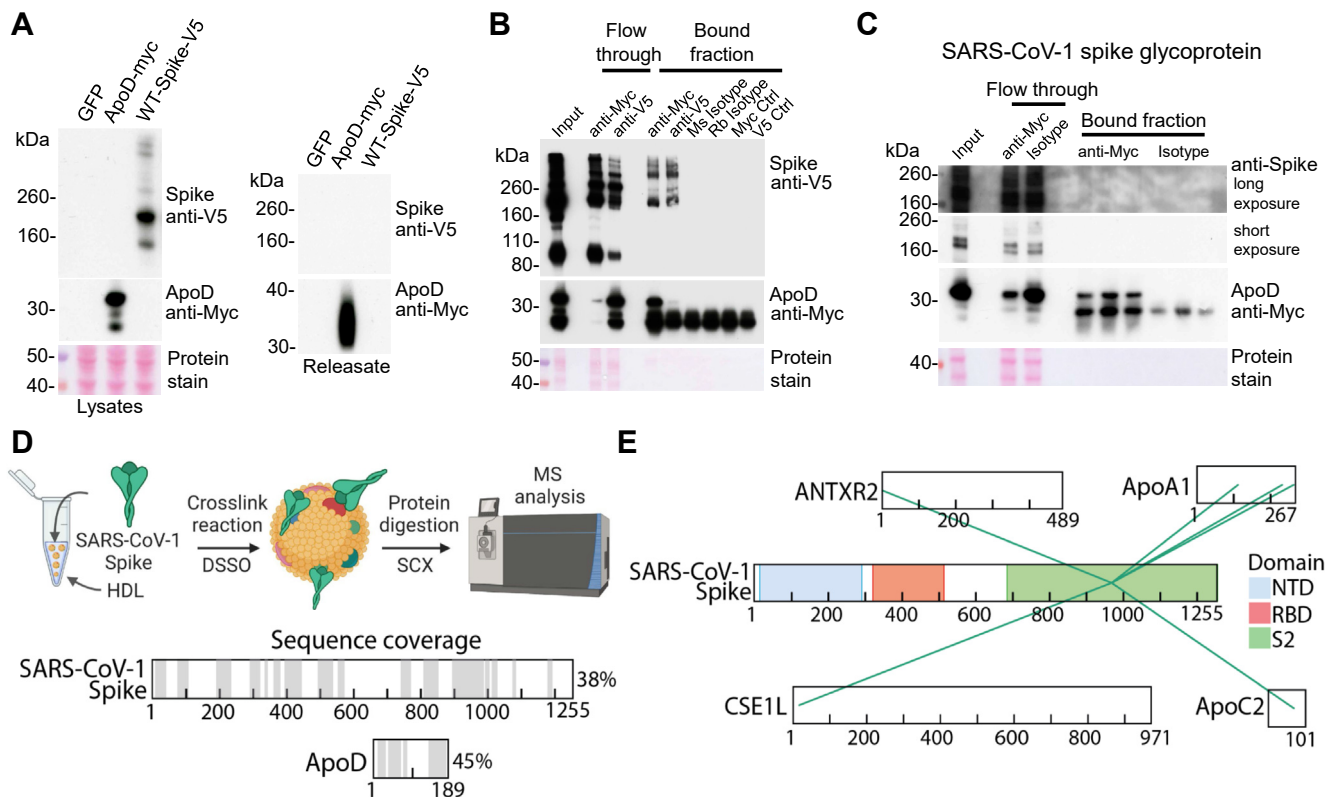 A
GFP
ApoD-myc
WT-Spike-V5
kDa
260-
160-
Spike
anti-V5
30-
ApoD
anti-Myc
50-
40-
Protein
stain
Lysates
GFP
ApoD-myc
WT-Spike-V5
kDa
260-
160-
Spike
anti-V5
40-
30-
ApoD
anti-Myc
Releasate
B
Flow
through
Bound
fraction
Input
anti-Myc
anti-V5
anti-Myc
anti-V5
Ms Isotype
Rb Isotype
Myc Ctrl
V5 Ctrl
kDa
260-
160-
110-
80-
Spike
anti-V5
30-
ApoD
anti-Myc
50-
40-
Protein
stain
C
SARS-CoV-1 spike glycoprotein
Flow through
Bound fraction
Input
anti-Myc
Isotype
anti-Myc
Isotype
kDa
260-
160-
anti-Spike
long
exposure
260-
160-
short
exposure
30-
ApoD
anti-Myc
40-
Protein
stain
D
SARS-CoV-1
Spike
HDL
Crosslink
reaction
DSSO
Protein
digestion
SCX
MS
analysis
Sequence coverage
SARS-CoV-1
Spike
38%
1 200 400 600 800 1000 1255
ApoD
45%
1 189
E
ANTXR2
1 200 489
ApoA1
1 267
SARS-CoV-1
Spike
1 200 400 600 800 1000 1255
Domain
NTD
RBD
S2
CSE1L
1 200 400 600 800 971
ApoC2
101